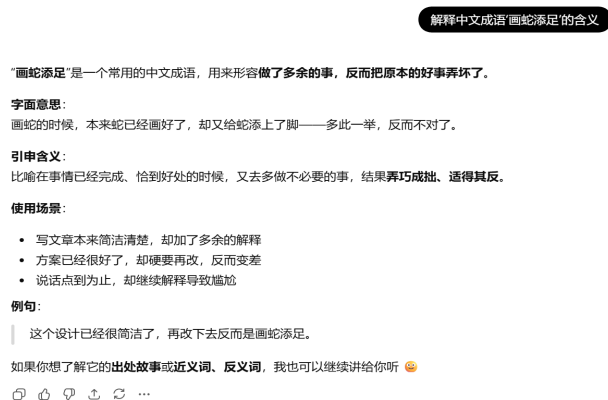 解释中文成语'画蛇添足'的含义
“画蛇添足”是一个常用的中文成语，用来形容做了多余的事，反而把原本的好事弄坏了。
字面意思：
画蛇的时候，本来蛇已经画好了，却又给蛇添上了脚——多此一举，反而不对了。
引申含义：
比喻在事情已经完成、恰到好处的时候，又去多做不必要的事，结果弄巧成拙、适得其反。
使用场景：
• 写文章本来简洁清楚，却加了多余的解释
• 方案已经很好了，却硬要再改，反而变差
• 说话点到为止，却继续解释导致尴尬
例句：
这个设计已经很简洁了，再改下去反而是画蛇添足。
如果你想了解它的出处故事或近义词、反义词，我也可以继续讲给你听 😄